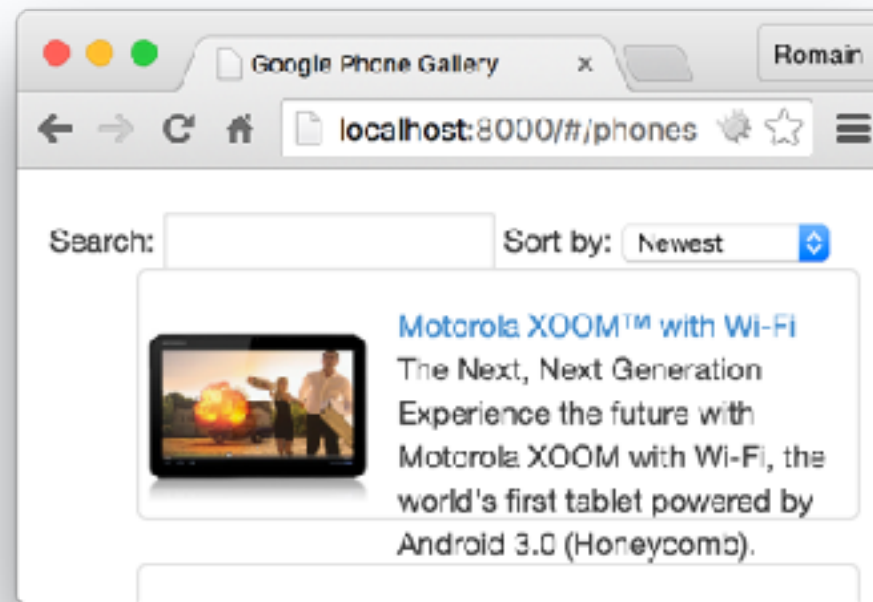 Google Phone Gallery
Romain
localhost:8000/#/phones
Search:
Sort by: Newest
Motorola XOOM™ with Wi-Fi
The Next, Next Generation
Experience the future with
Motorola XOOM with Wi-Fi, the
world's first tablet powered by
Android 3.0 (Honeycomb).